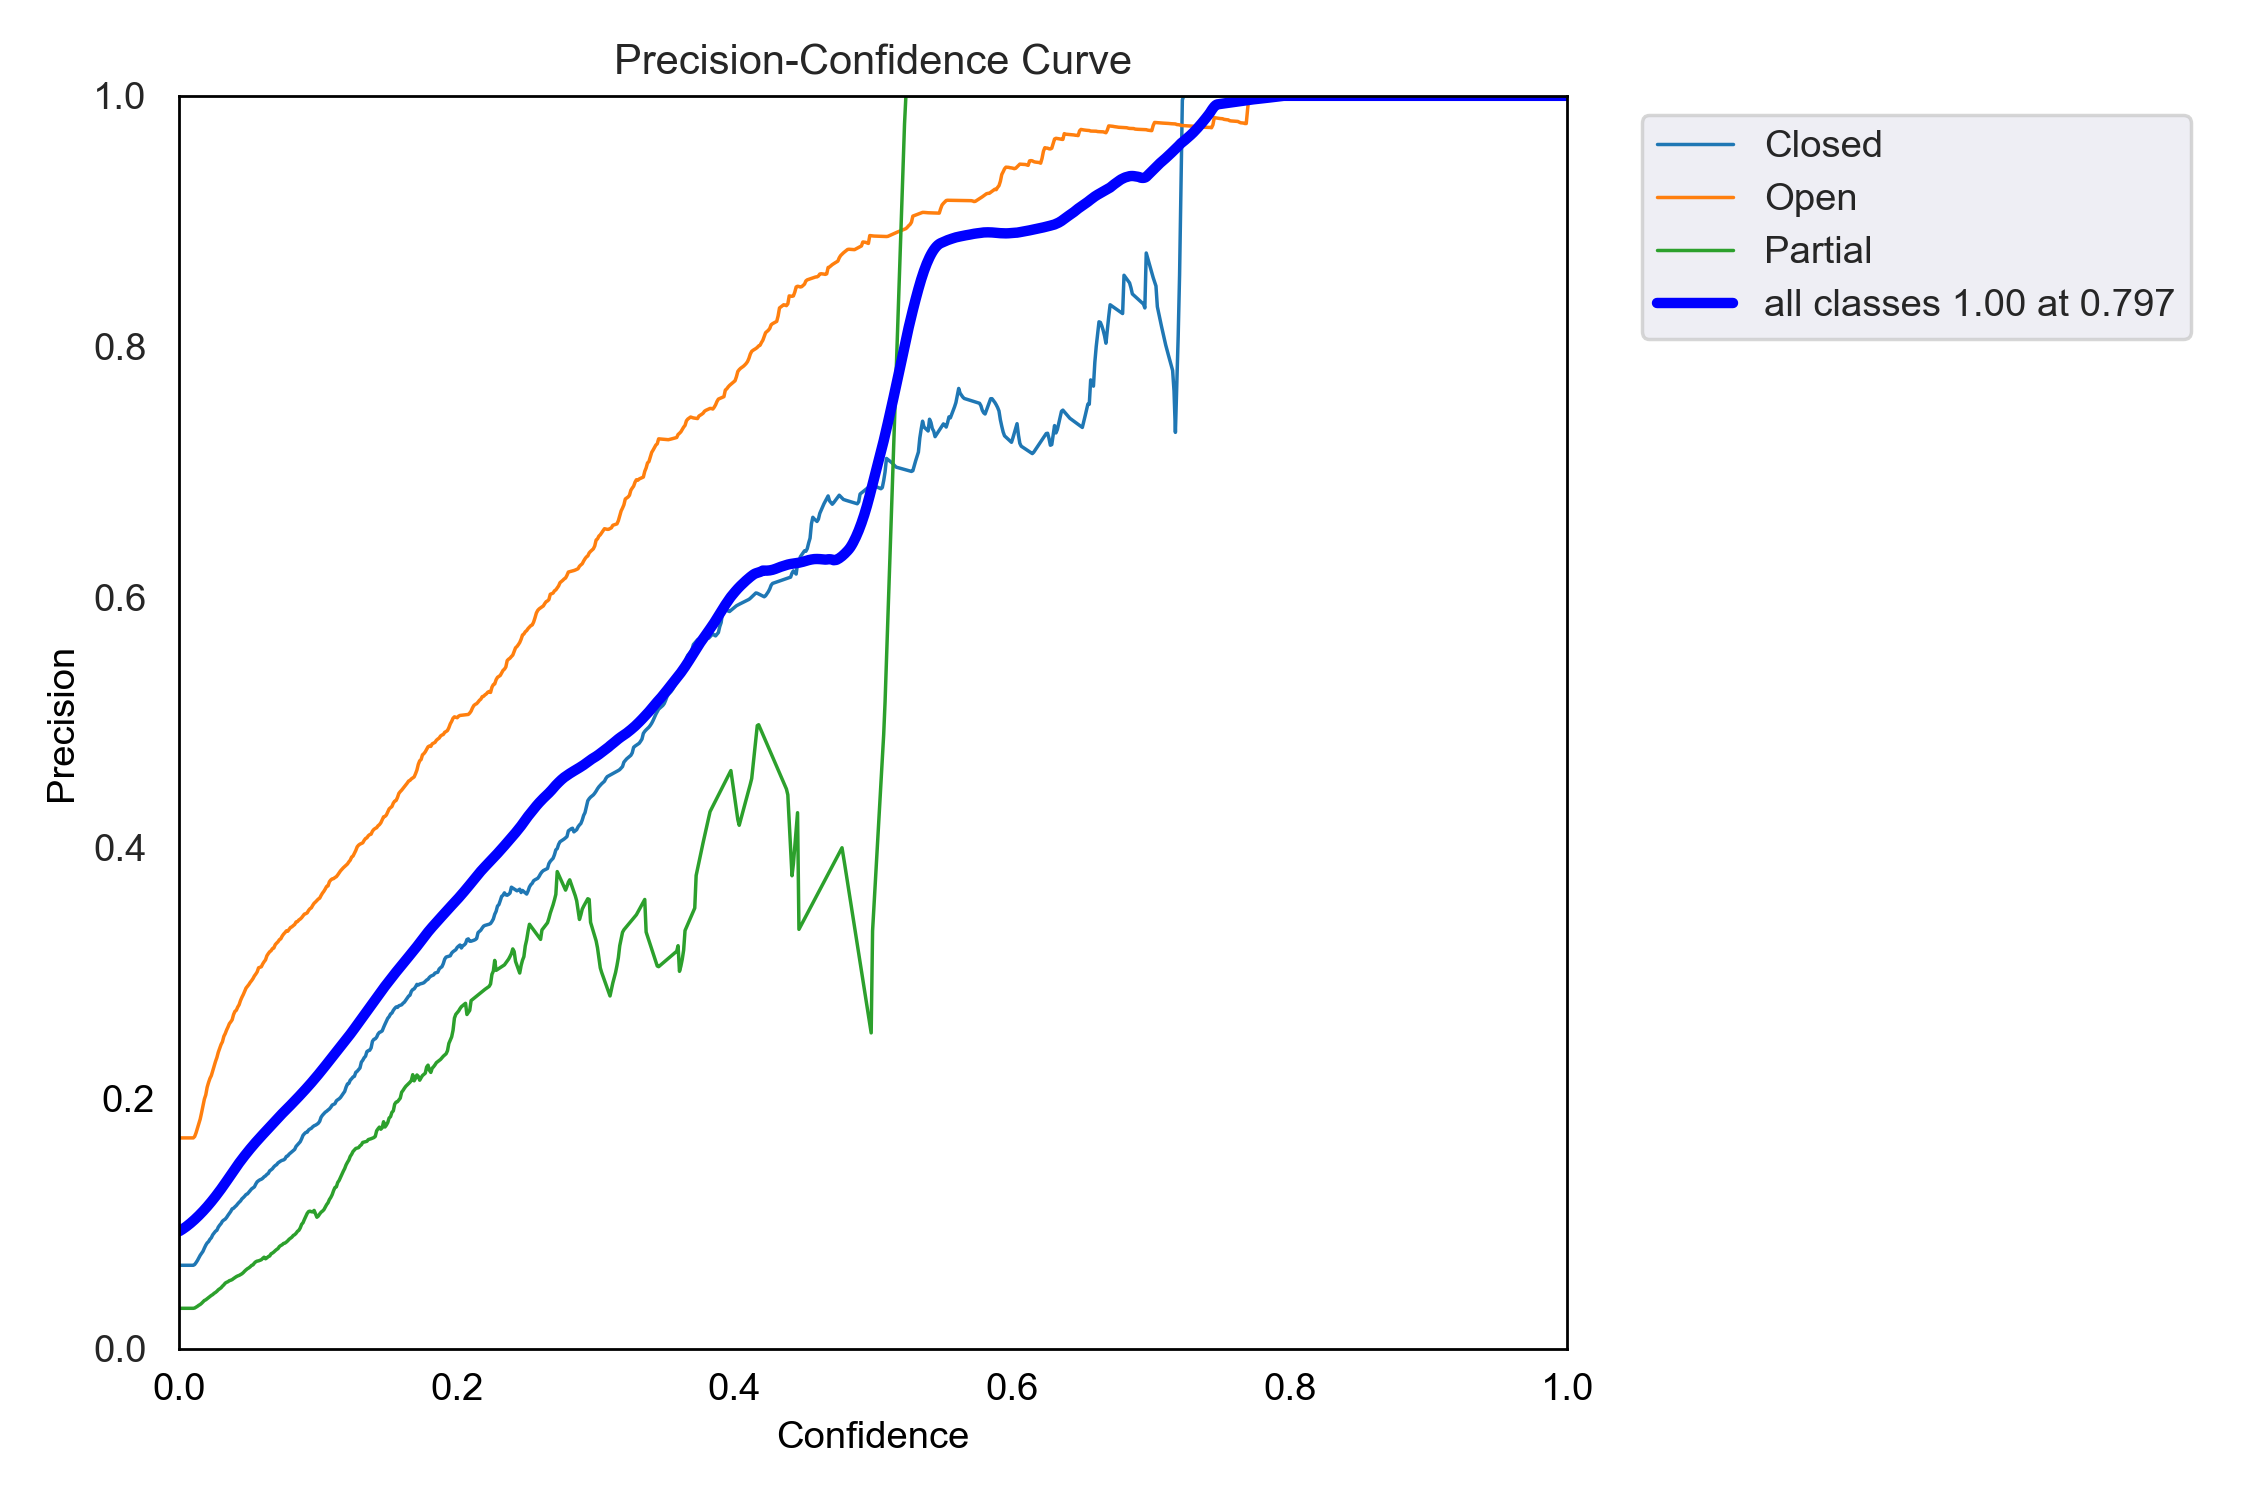 Precision-Confidence Curve
1.0
0.8
0.6
0.4
0.2
0.0
Precision
0.0 0.2 0.4 0.6 0.8 1.0
Confidence
Closed
Open
Partial
all classes 1.00 at 0.797